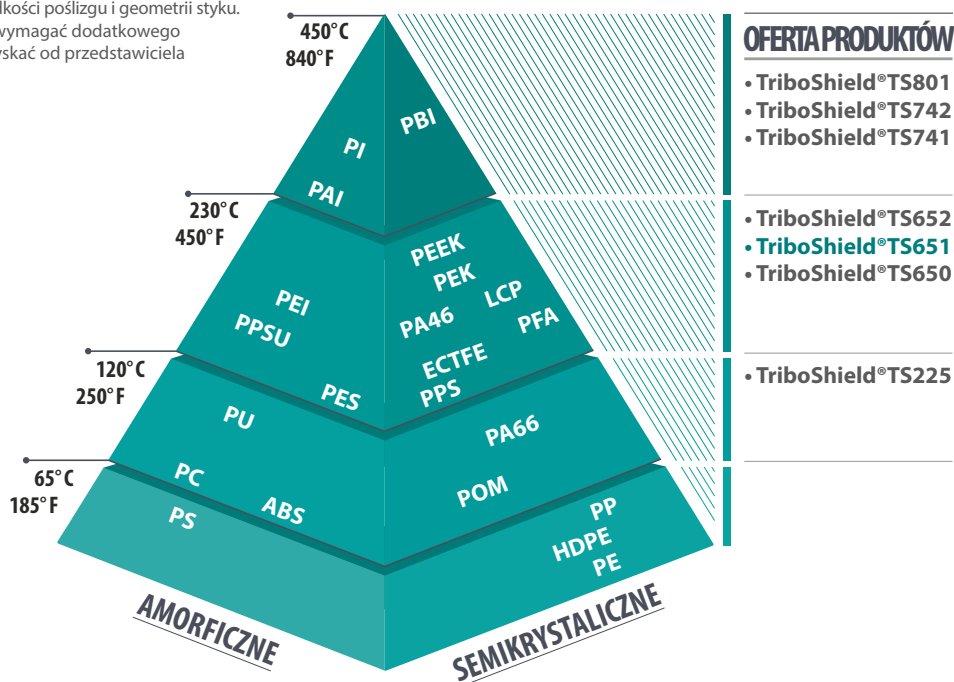 lkości poślizgu i geometrii styku.
wymagać dodatkowego
yskać od przedstawiciela
450°C
840°F
PBI
PI
PAI
230°C
450°F
PEEK
PEK
LCP
PA46
PFA
ECTFE
PPS
PEI
PPSU
PES
120°C
250°F
PU
PC
ABS
PA66
POM
65°C
185°F
PS
PP
HDPE
PE
AMORFICZNE
SEMIKRYSTALICZNE
OFERTA PRODUKTÓW
• TriboShield®TS801
• TriboShield®TS742
• TriboShield®TS741
• TriboShield®TS652
• TriboShield®TS651
• TriboShield®TS650
• TriboShield®TS225